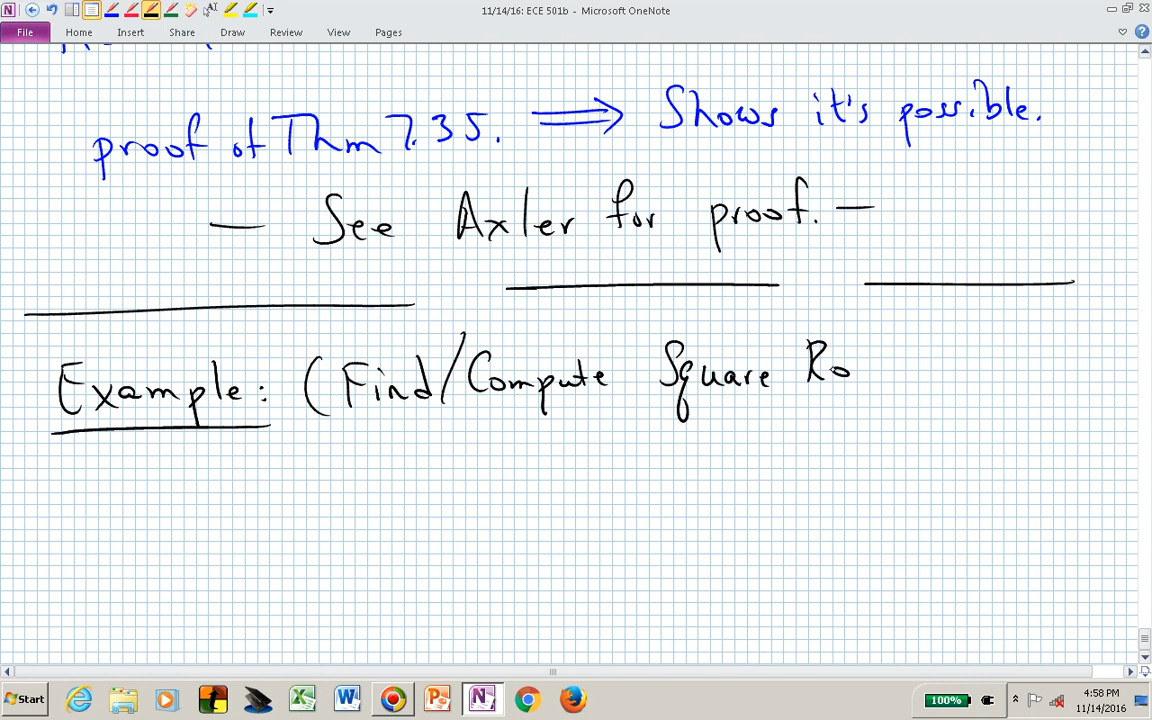 11/14/16: ECE 501b - Microsoft OneNote
File Home Insert Share Draw Review View Pages
proof of Thm 7.35. ⟹ Shows it's possible.
— See Axler for proof. —
Example: (Find/Compute Square Ro
Start
100%
4:58 PM
11/14/2016